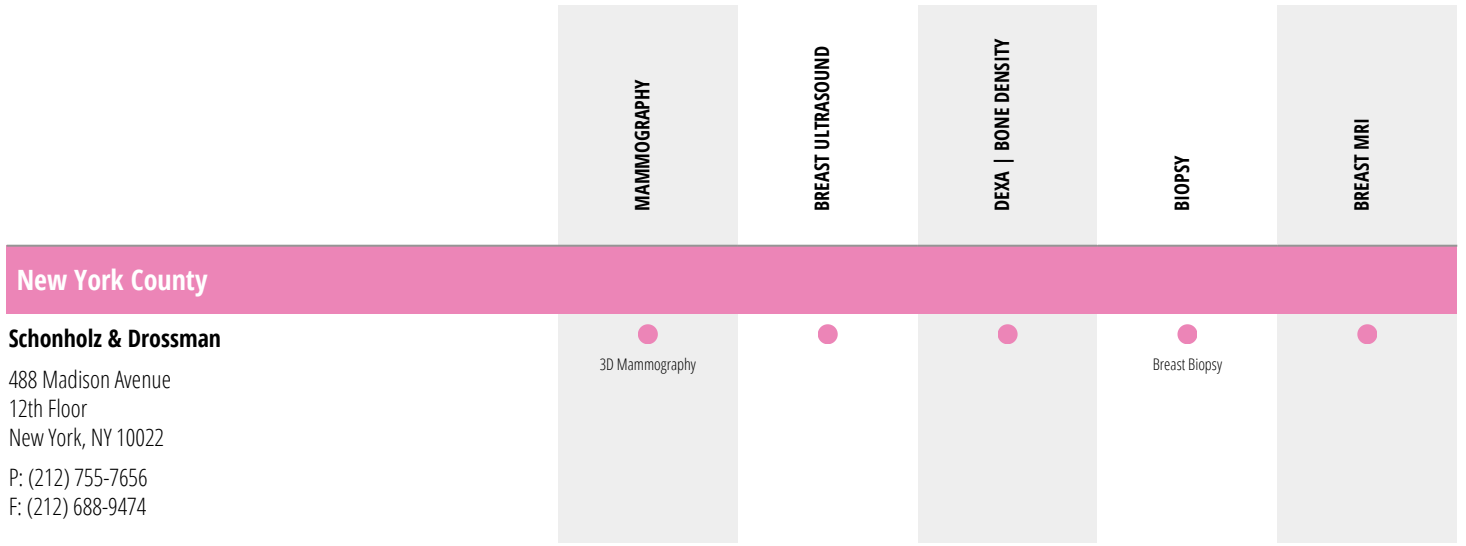 MAMMOGRAPHY
BREAST ULTRASOUND
DEXA | BONE DENSITY
BIOPSY
BREAST MRI
New York County
Schonholz & Drossman
488 Madison Avenue
12th Floor
New York, NY 10022
P: (212) 755-7656
F: (212) 688-9474
3D Mammography
Breast Biopsy